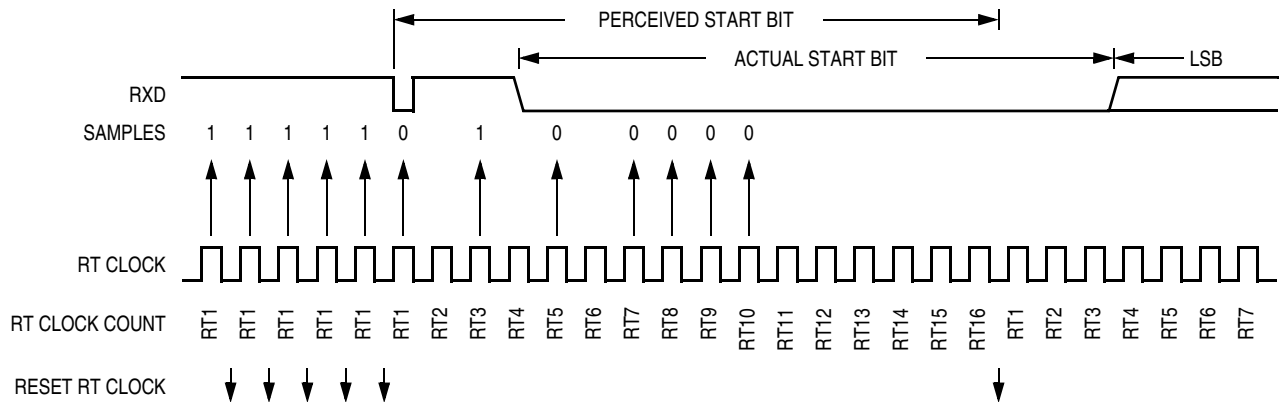 PERCEIVED START BIT
ACTUAL START BIT LSB
RXD
SAMPLES 1 1 1 1 1 0 1 0 0 0 0 0
RT CLOCK
RT CLOCK COUNT RT1 RT1 RT1 RT1 RT1 RT1 RT2 RT3 RT4 RT5 RT6 RT7 RT8 RT9 RT10 RT11 RT12 RT13 RT14 RT15 RT16 RT1 RT2 RT3 RT4 RT5 RT6 RT7
RESET RT CLOCK